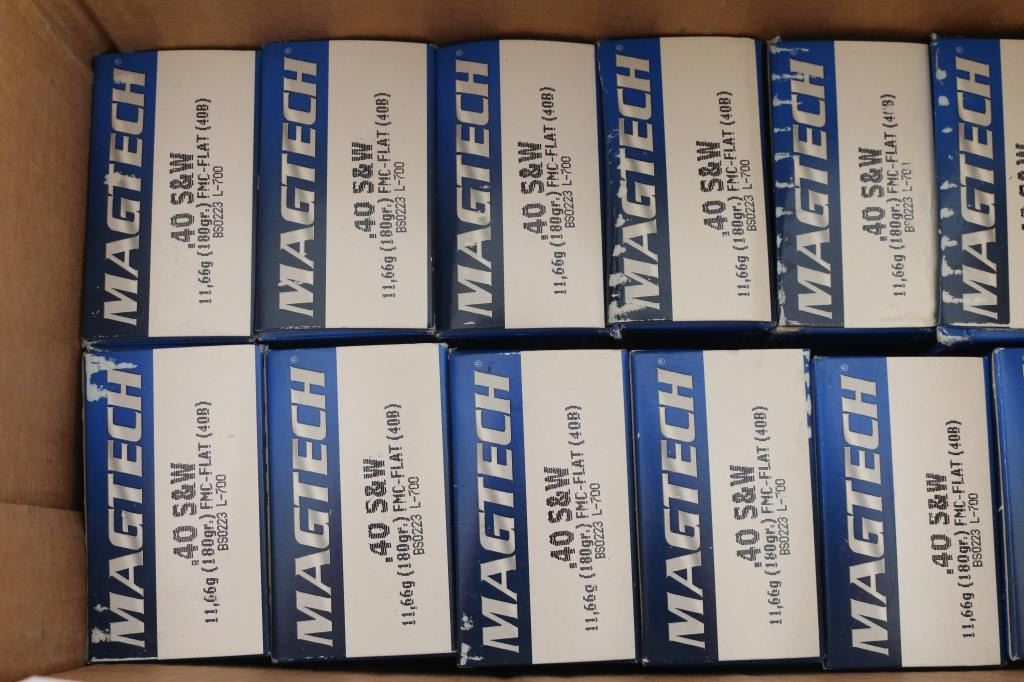 MAGTECH®
.40 S&W
11,66g (180gr.) FMC-FLAT (40B)
BS0223 L-700
MAGTECH®
.40 S&W
11,66g (180gr.) FMC-FLAT (40B)
BS0223 L-700
MAGTECH®
.40 S&W
11,66g (180gr.) FMC-FLAT (40B)
BS0223 L-700
MAGTECH®
.40 S&W
11,66g (180gr.) FMC-FLAT (40B)
BS0223 L-700
MAGTECH®
.40 S&W
11,66g (180gr.) FMC-FLAT
BS0223
MAGTECH®
MAGTECH®
.40 S&W
11,66g (180gr.) FMC-FLAT (40B)
BS0223 L-700
MAGTECH®
.40 S&W
11,66g (180gr.) FMC-FLAT (40B)
BS0223 L-700
MAGTECH®
.40 S&W
11,66g (180gr.) FMC-FLAT (40B)
BS0223 L-700
MAGTECH®
.40 S&W
11,66g (180gr.) FMC-FLAT (40B)
BS0223 L-700
MAGTECH®
.40 S&W
11,66g (180gr.) FMC-FLAT (40B)
BS0223 L-700